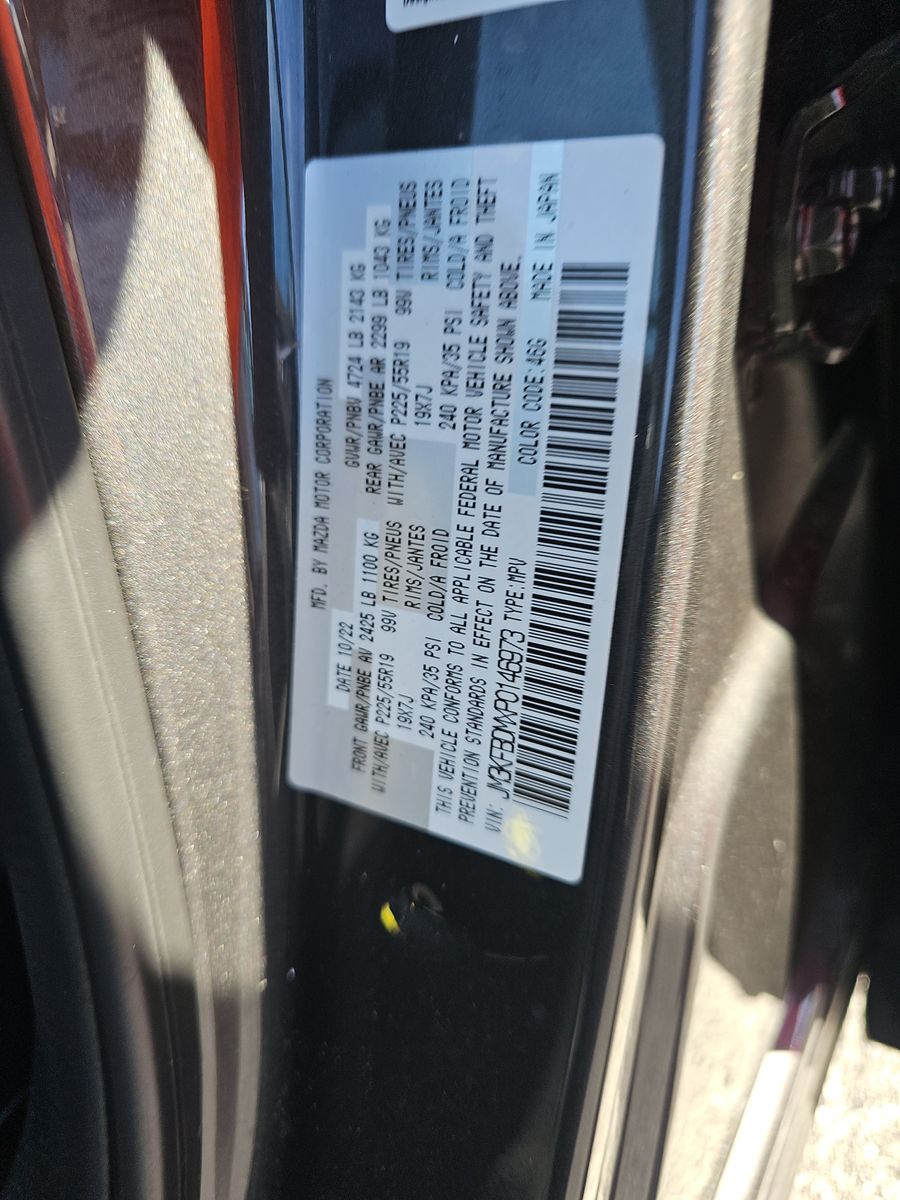 MFD. BY MAZDA MOTOR CORPORATION
DATE 10/22 GVWR/PNBV 4724 LB 2143 KG
FRONT GAWR/PNBE AV 2425 LB 1100 KG REAR GAWR/PNBE AR 2299 LB 1043 KG
WITH/AVEC P225/55R19 99V TIRES/PNEUS WITH/AVEC P225/55R19 99V TIRES/PNEUS
19X7J RIMS/JANTES 19X7J RIMS/JANTES
240 KPA/35 PSI COLD/A FROID 240 KPA/35 PSI COLD/A FROID
THIS VEHICLE CONFORMS TO ALL APPLICABLE FEDERAL MOTOR VEHICLE SAFETY AND THEFT
PREVENTION STANDARDS IN EFFECT ON THE DATE OF MANUFACTURE SHOWN ABOVE.
VIN: JM3KFBDMXP0146973 TYPE:MPV COLOR CODE:46G MADE IN JAPAN